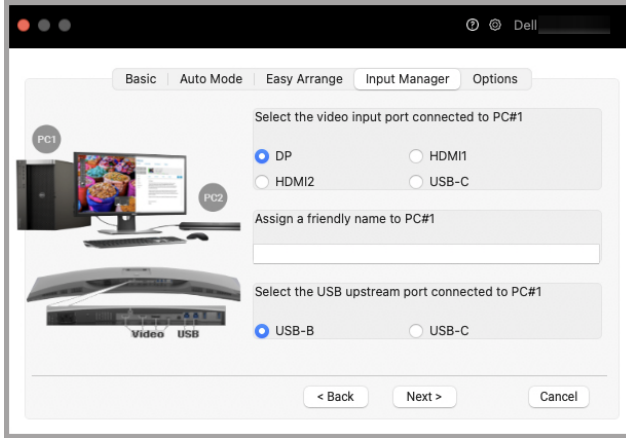 Dell
Basic Auto Mode Easy Arrange Input Manager Options
Select the video input port connected to PC#1
PC1
DP HDMI1
HDMI2 USB-C
PC2
Assign a friendly name to PC#1
Select the USB upstream port connected to PC#1
Video USB
USB-B USB-C
< Back Next > Cancel